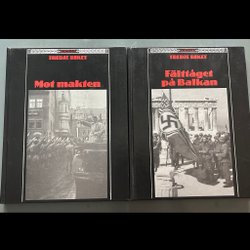 TREDJE RIKET
Mot makten
TREDJE RIKET
Fälttåget
på Balkan